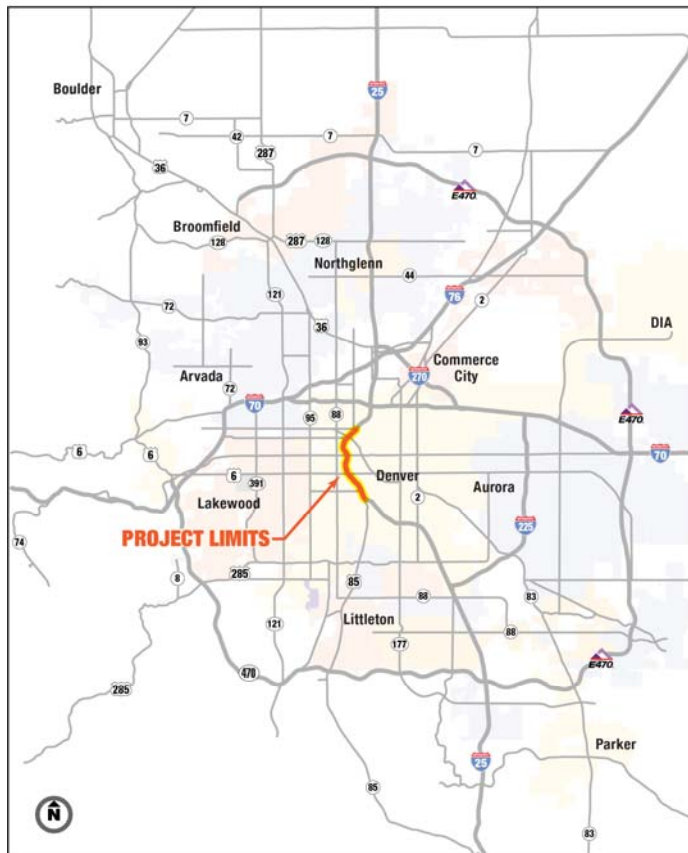 Boulder
25
7
42
7
287
7
36
E470
Broomfield
128
287
128
Northglenn
44
121
76
2
72
36
DIA
93
Commerce
City
Arvada
270
72
70
95
88
E470
6
6
70
6
391
Denver
Lakewood
2
Aurora
225
PROJECT LIMITS
74
285
8
85
88
83
Littleton
121
177
88
E470
470
285
Parker
25
85
83
N